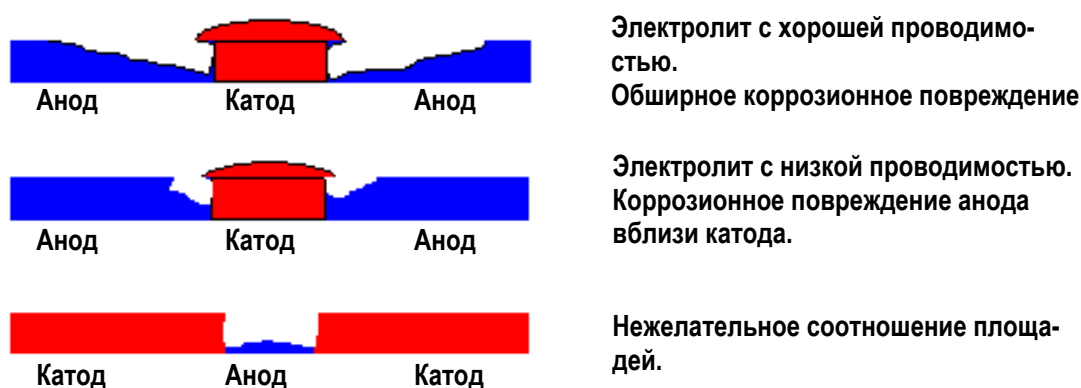 Электролит с хорошей проводимо-
стью.
Обширное коррозионное повреждение
Анод Катод Анод
Электролит с низкой проводимостью.
Коррозионное повреждение анода
вблизи катода.
Анод Катод Анод
Нежелательное соотношение площа-
дей.
Катод Анод Катод